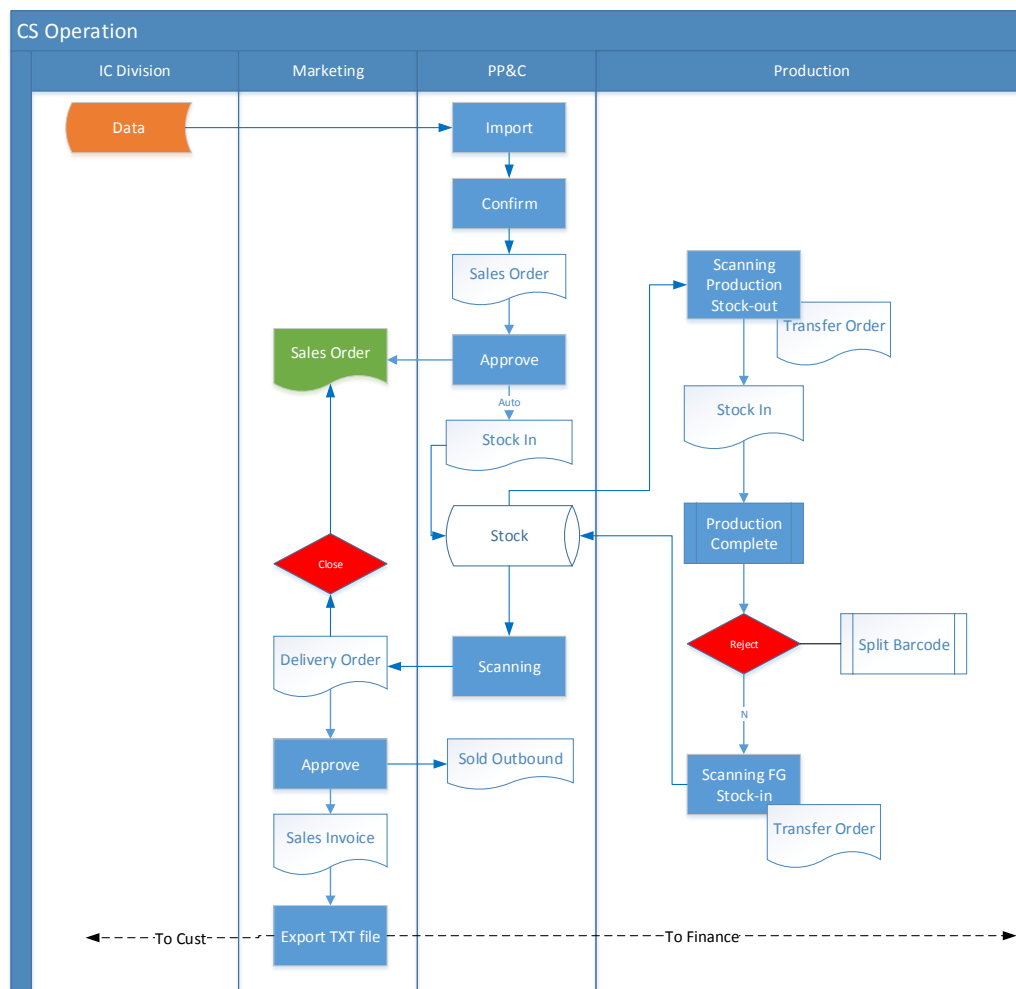 CS Operation
IC Division
Marketing
PP&C
Production
Data
Import
Confirm
Sales Order
Scanning
Production
Stock-out
Transfer Order
Sales Order
Approve
Auto
Stock In
Stock In
Stock
Production
Complete
Close
Reject
Split Barcode
Delivery Order
Scanning
N
Approve
Sold Outbound
Scanning FG
Stock-in
Transfer Order
Sales Invoice
To Cust
Export TXT file
To Finance